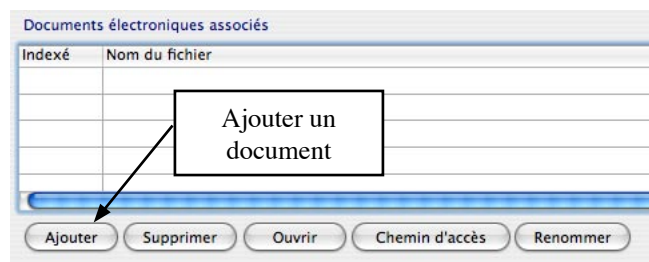 Documents électroniques associés
Indexé Nom du fichier
Ajouter un
document
Ajouter Supprimer Ouvrir Chemin d'accès Renommer